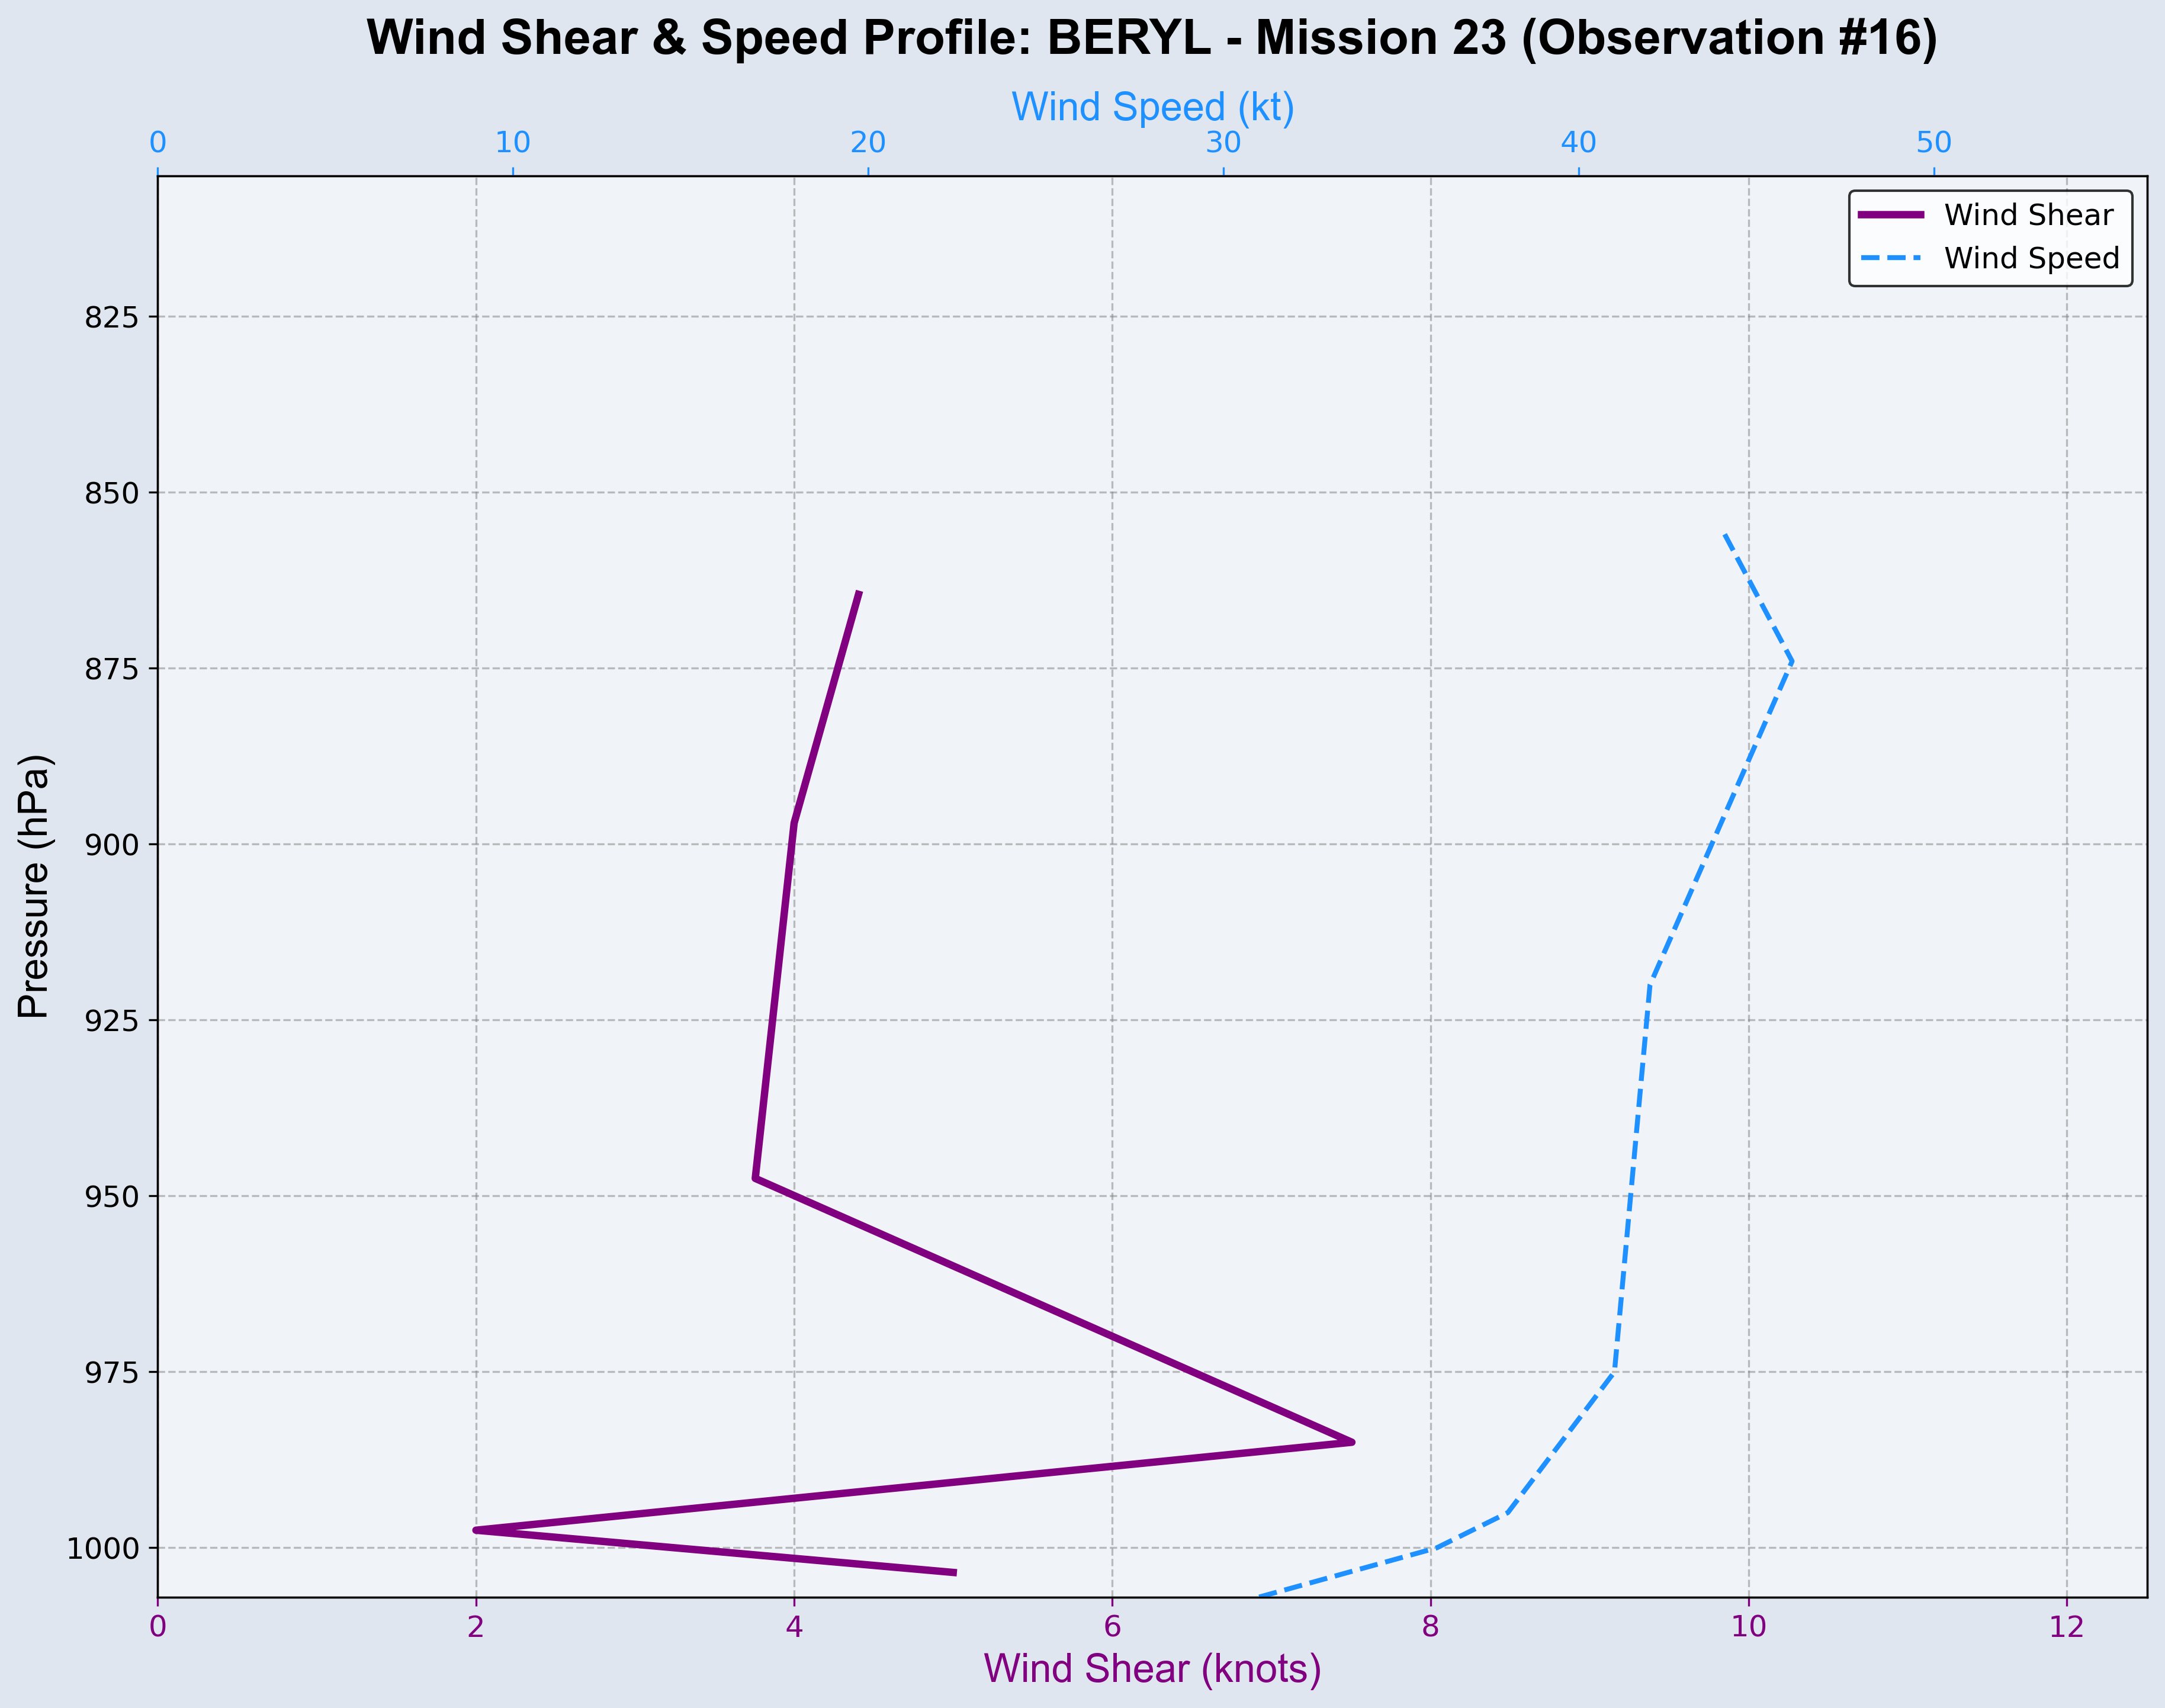 Wind Shear & Speed Profile: BERYL - Mission 23 (Observation #16)
Wind Speed (kt)
0 10 20 30 40 50
Wind Shear
Wind Speed
825
850
875
900
925
950
975
1000
Pressure (hPa)
0 2 4 6 8 10 12
Wind Shear (knots)